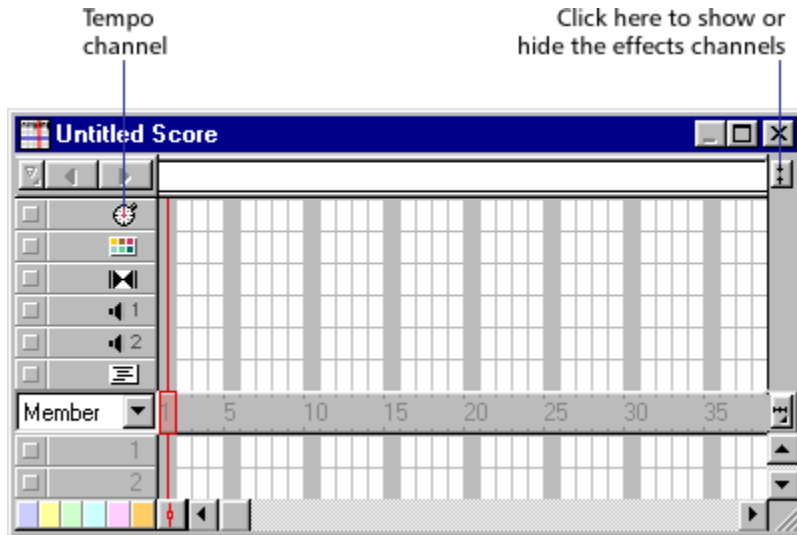 Tempo
channel
Click here to show or
hide the effects channels
Untitled Score
1
2
Member
1 5 10 15 20 25 30 35
1
2